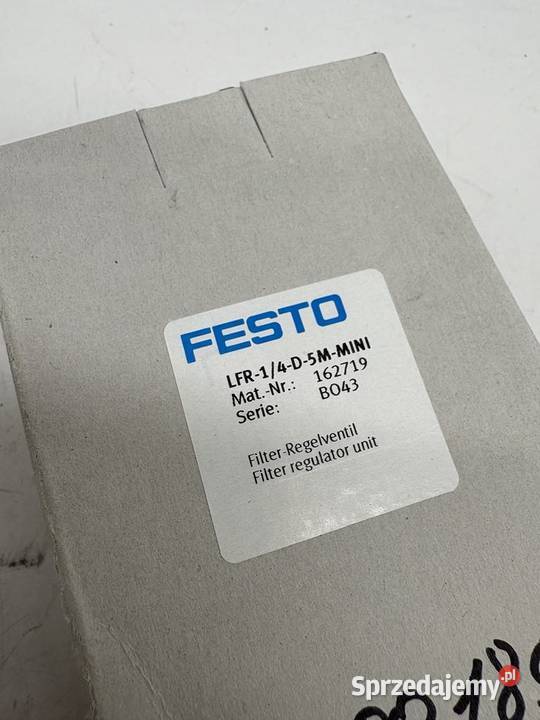 FESTO
LFR-1/4-D-5M-MINI
Mat.-Nr.: 162719
Serie: B043
Filter-Regelventil
Filter regulator unit
Sprzedajemy.pl